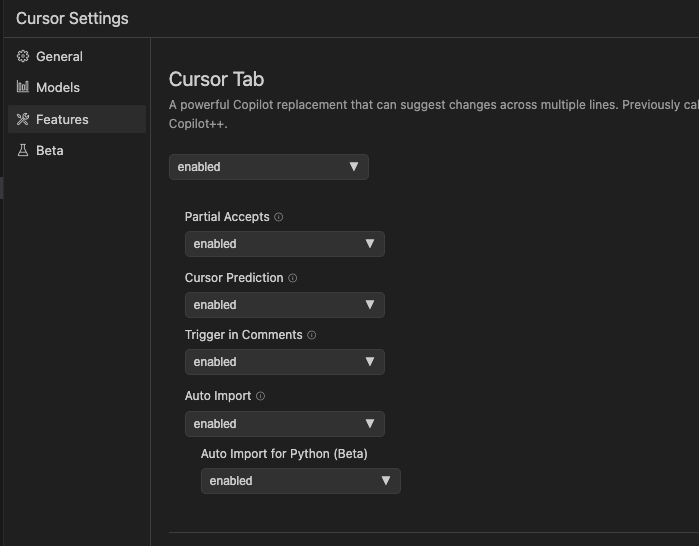 Cursor Settings
General
Models
Features
Beta
Cursor Tab
A powerful Copilot replacement that can suggest changes across multiple lines. Previously
Copilot++.
enabled
Partial Accepts
enabled
Cursor Prediction
enabled
Trigger in Comments
enabled
Auto Import
enabled
Auto Import for Python (Beta)
enabled